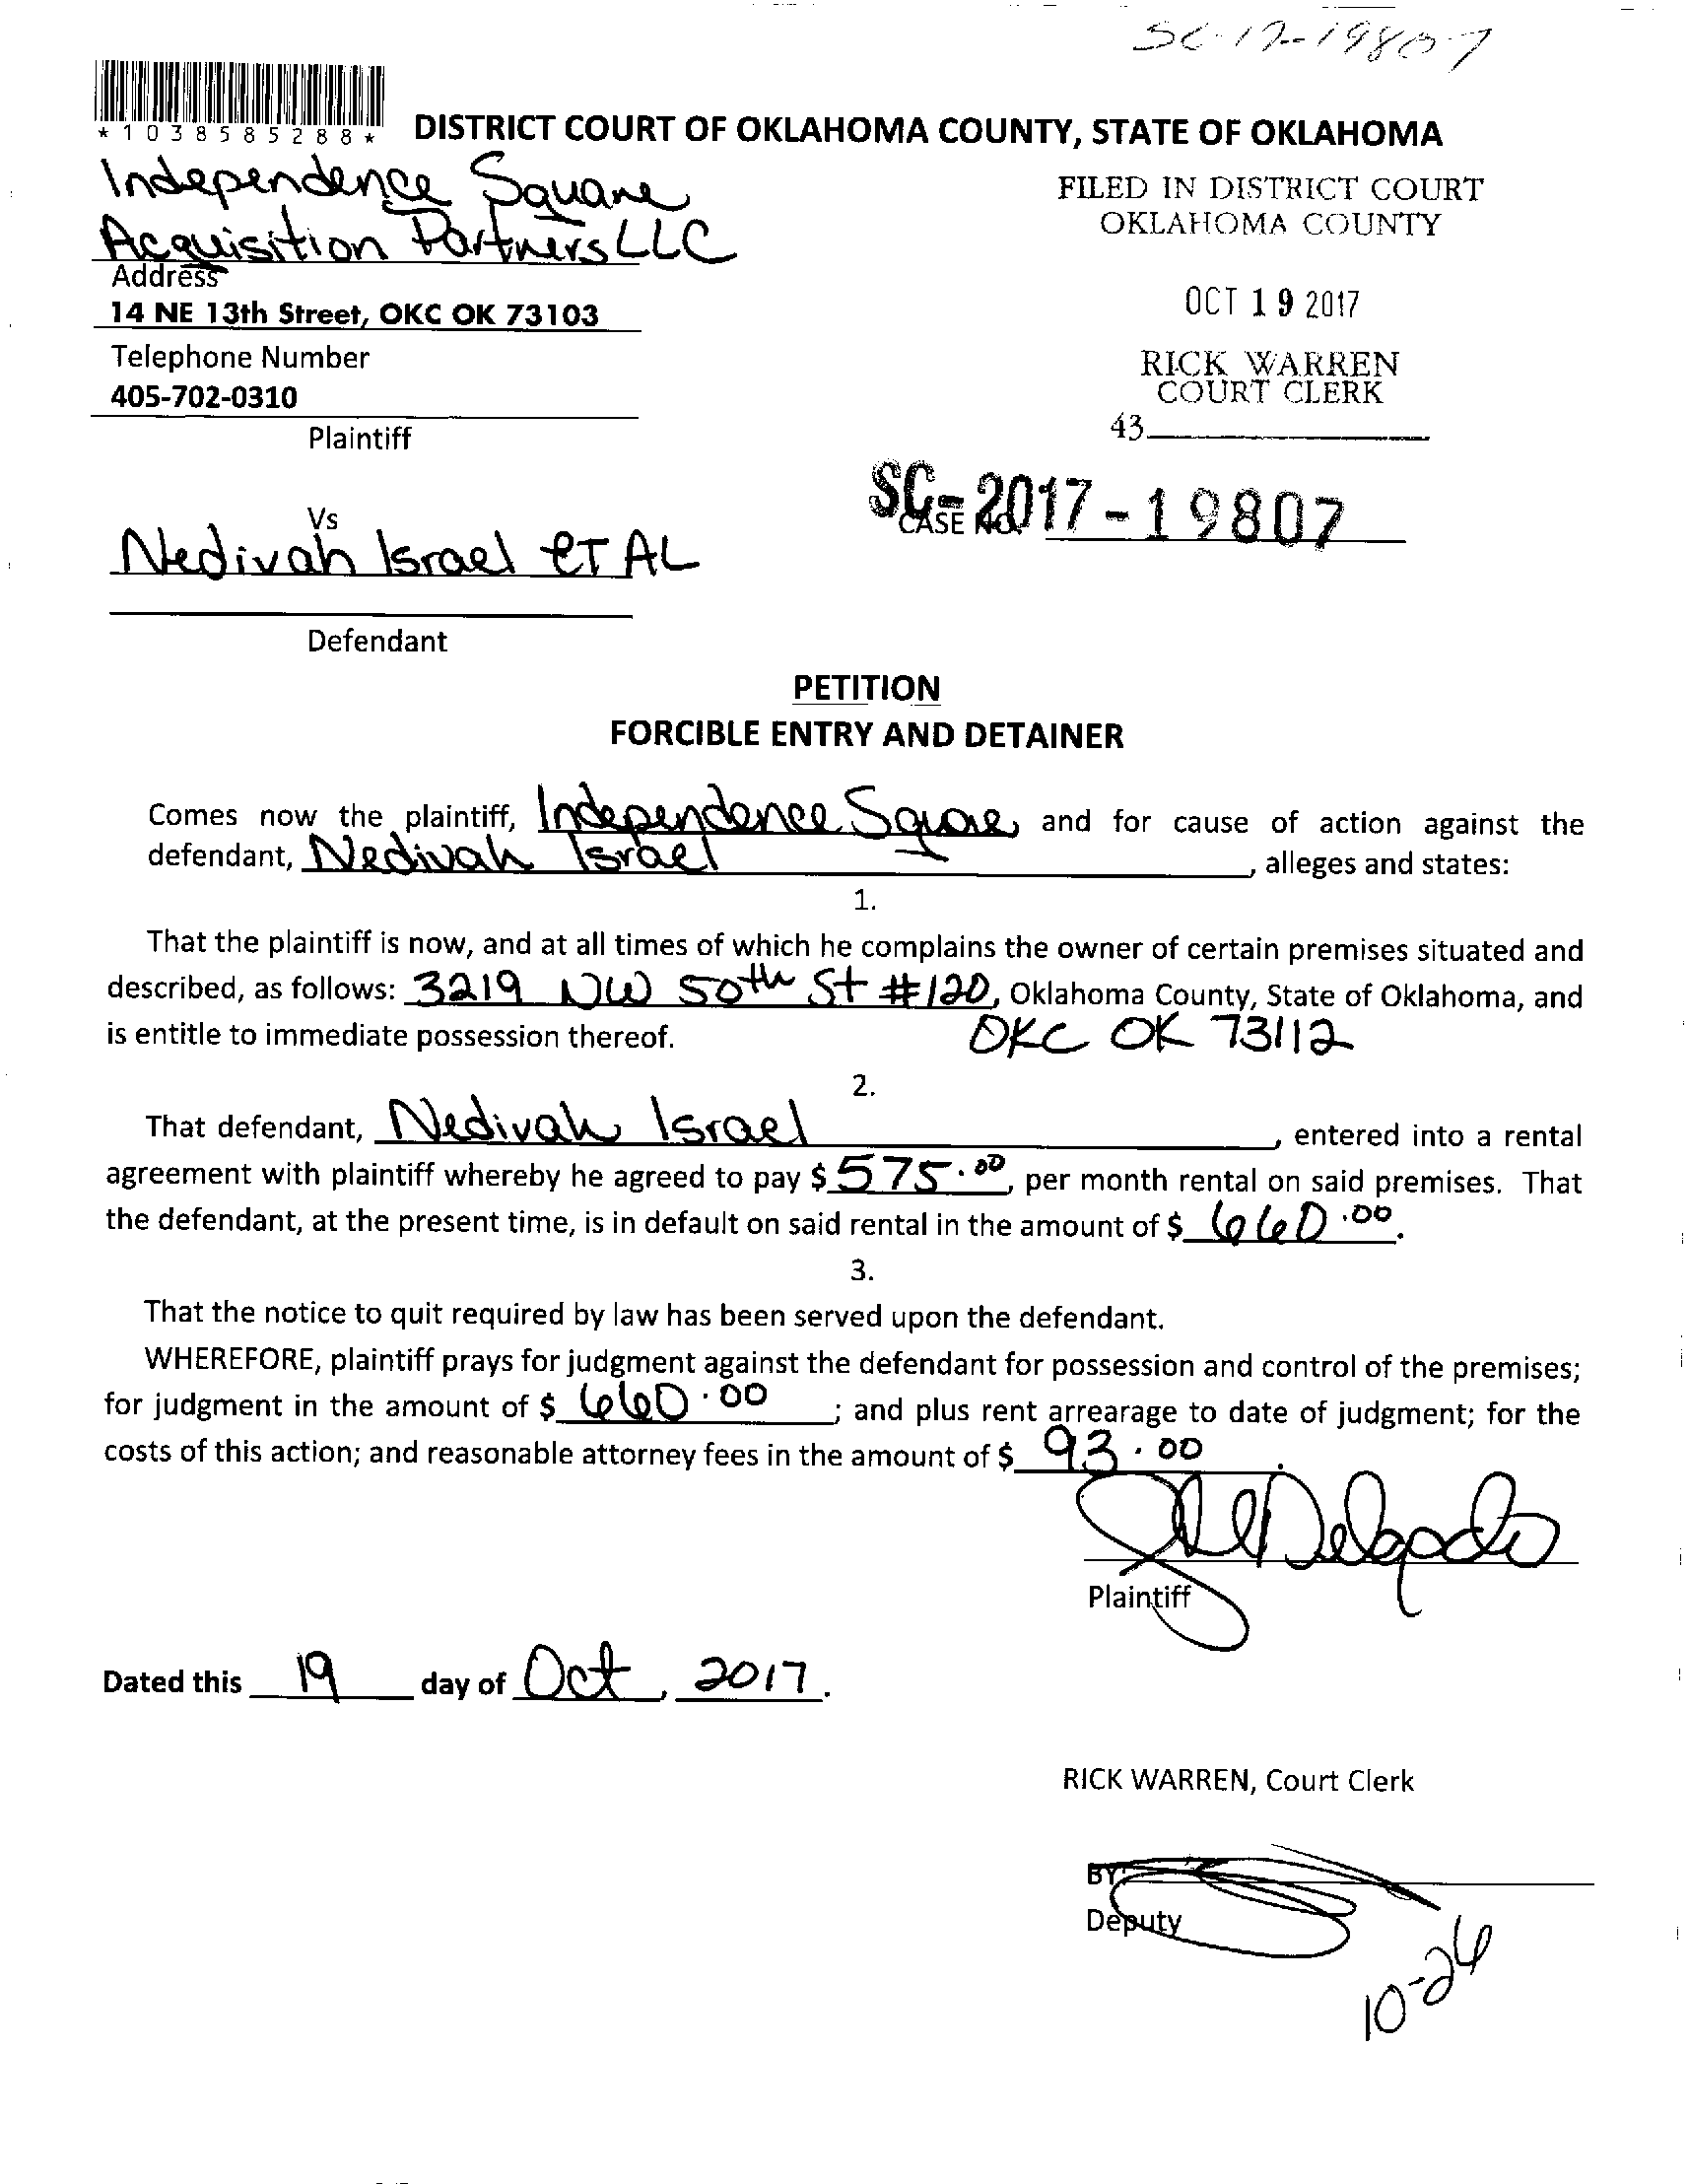 SC-17-19807
*1038585288*
DISTRICT COURT OF OKLAHOMA COUNTY, STATE OF OKLAHOMA
Independence Square
Acquisition Partners LLC
Address
14 NE 13th Street, OKC OK 73103
Telephone Number
405-702-0310
Plaintiff
FILED IN DISTRICT COURT
OKLAHOMA COUNTY
OCT 19 2017
RICK WARREN
COURT CLERK
43
SC-2017-19807
CASE NO.
Vs
Nedivah Israel ET AL
Defendant
PETITION
FORCIBLE ENTRY AND DETAINER
Comes now the plaintiff, Independence Square, and for cause of action against the
defendant, Nedivah Israel, alleges and states:
1.
That the plaintiff is now, and at all times of which he complains the owner of certain premises situated and
described, as follows: 3219 NW 50th St #120, Oklahoma County, State of Oklahoma, and
is entitle to immediate possession thereof. OKC OK 73112
2.
That defendant, Nedivah Israel, entered into a rental
agreement with plaintiff whereby he agreed to pay $ 575.00, per month rental on said premises. That
the defendant, at the present time, is in default on said rental in the amount of $ 660.00.
3.
That the notice to quit required by law has been served upon the defendant.
WHEREFORE, plaintiff prays for judgment against the defendant for possession and control of the premises;
for judgment in the amount of $ 660.00; and plus rent arrearage to date of judgment; for the
costs of this action; and reasonable attorney fees in the amount of $ 93.00.
Delgado
Plaintiff
Dated this 19 day of Oct, 2017.
RICK WARREN, Court Clerk
BY:
Deputy
10-26